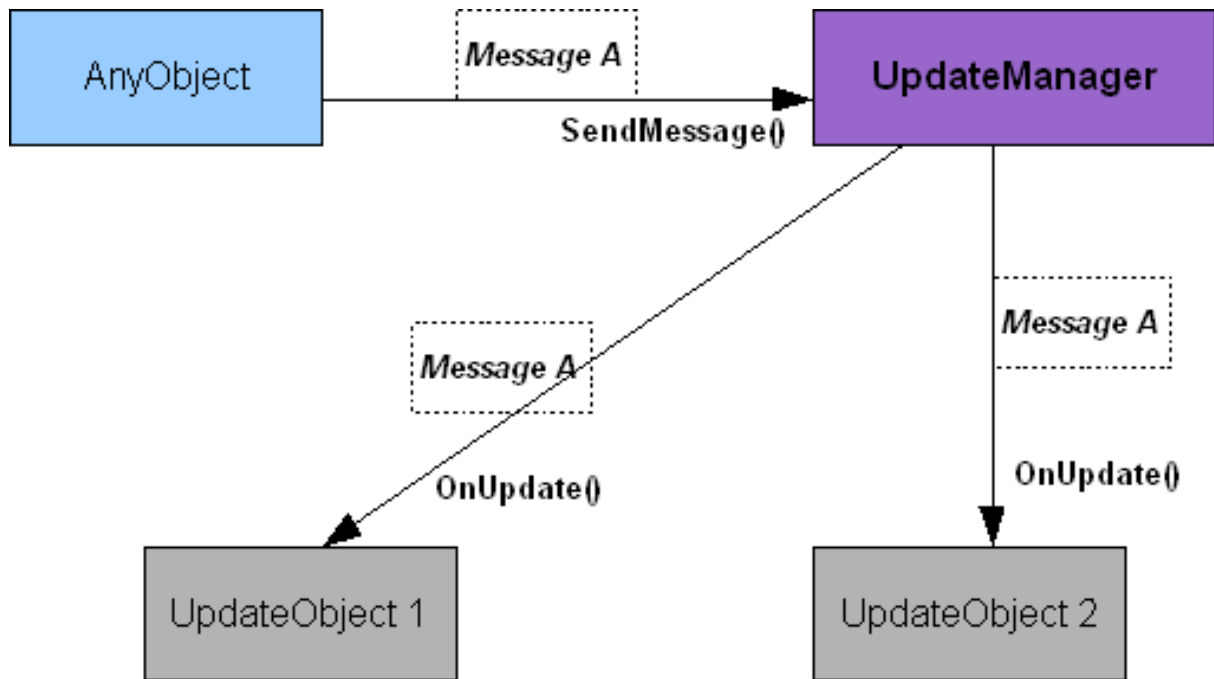 AnyObject
Message A
UpdateManager
SendMessage()
Message A
Message A
OnUpdate()
OnUpdate()
UpdateObject 1
UpdateObject 2